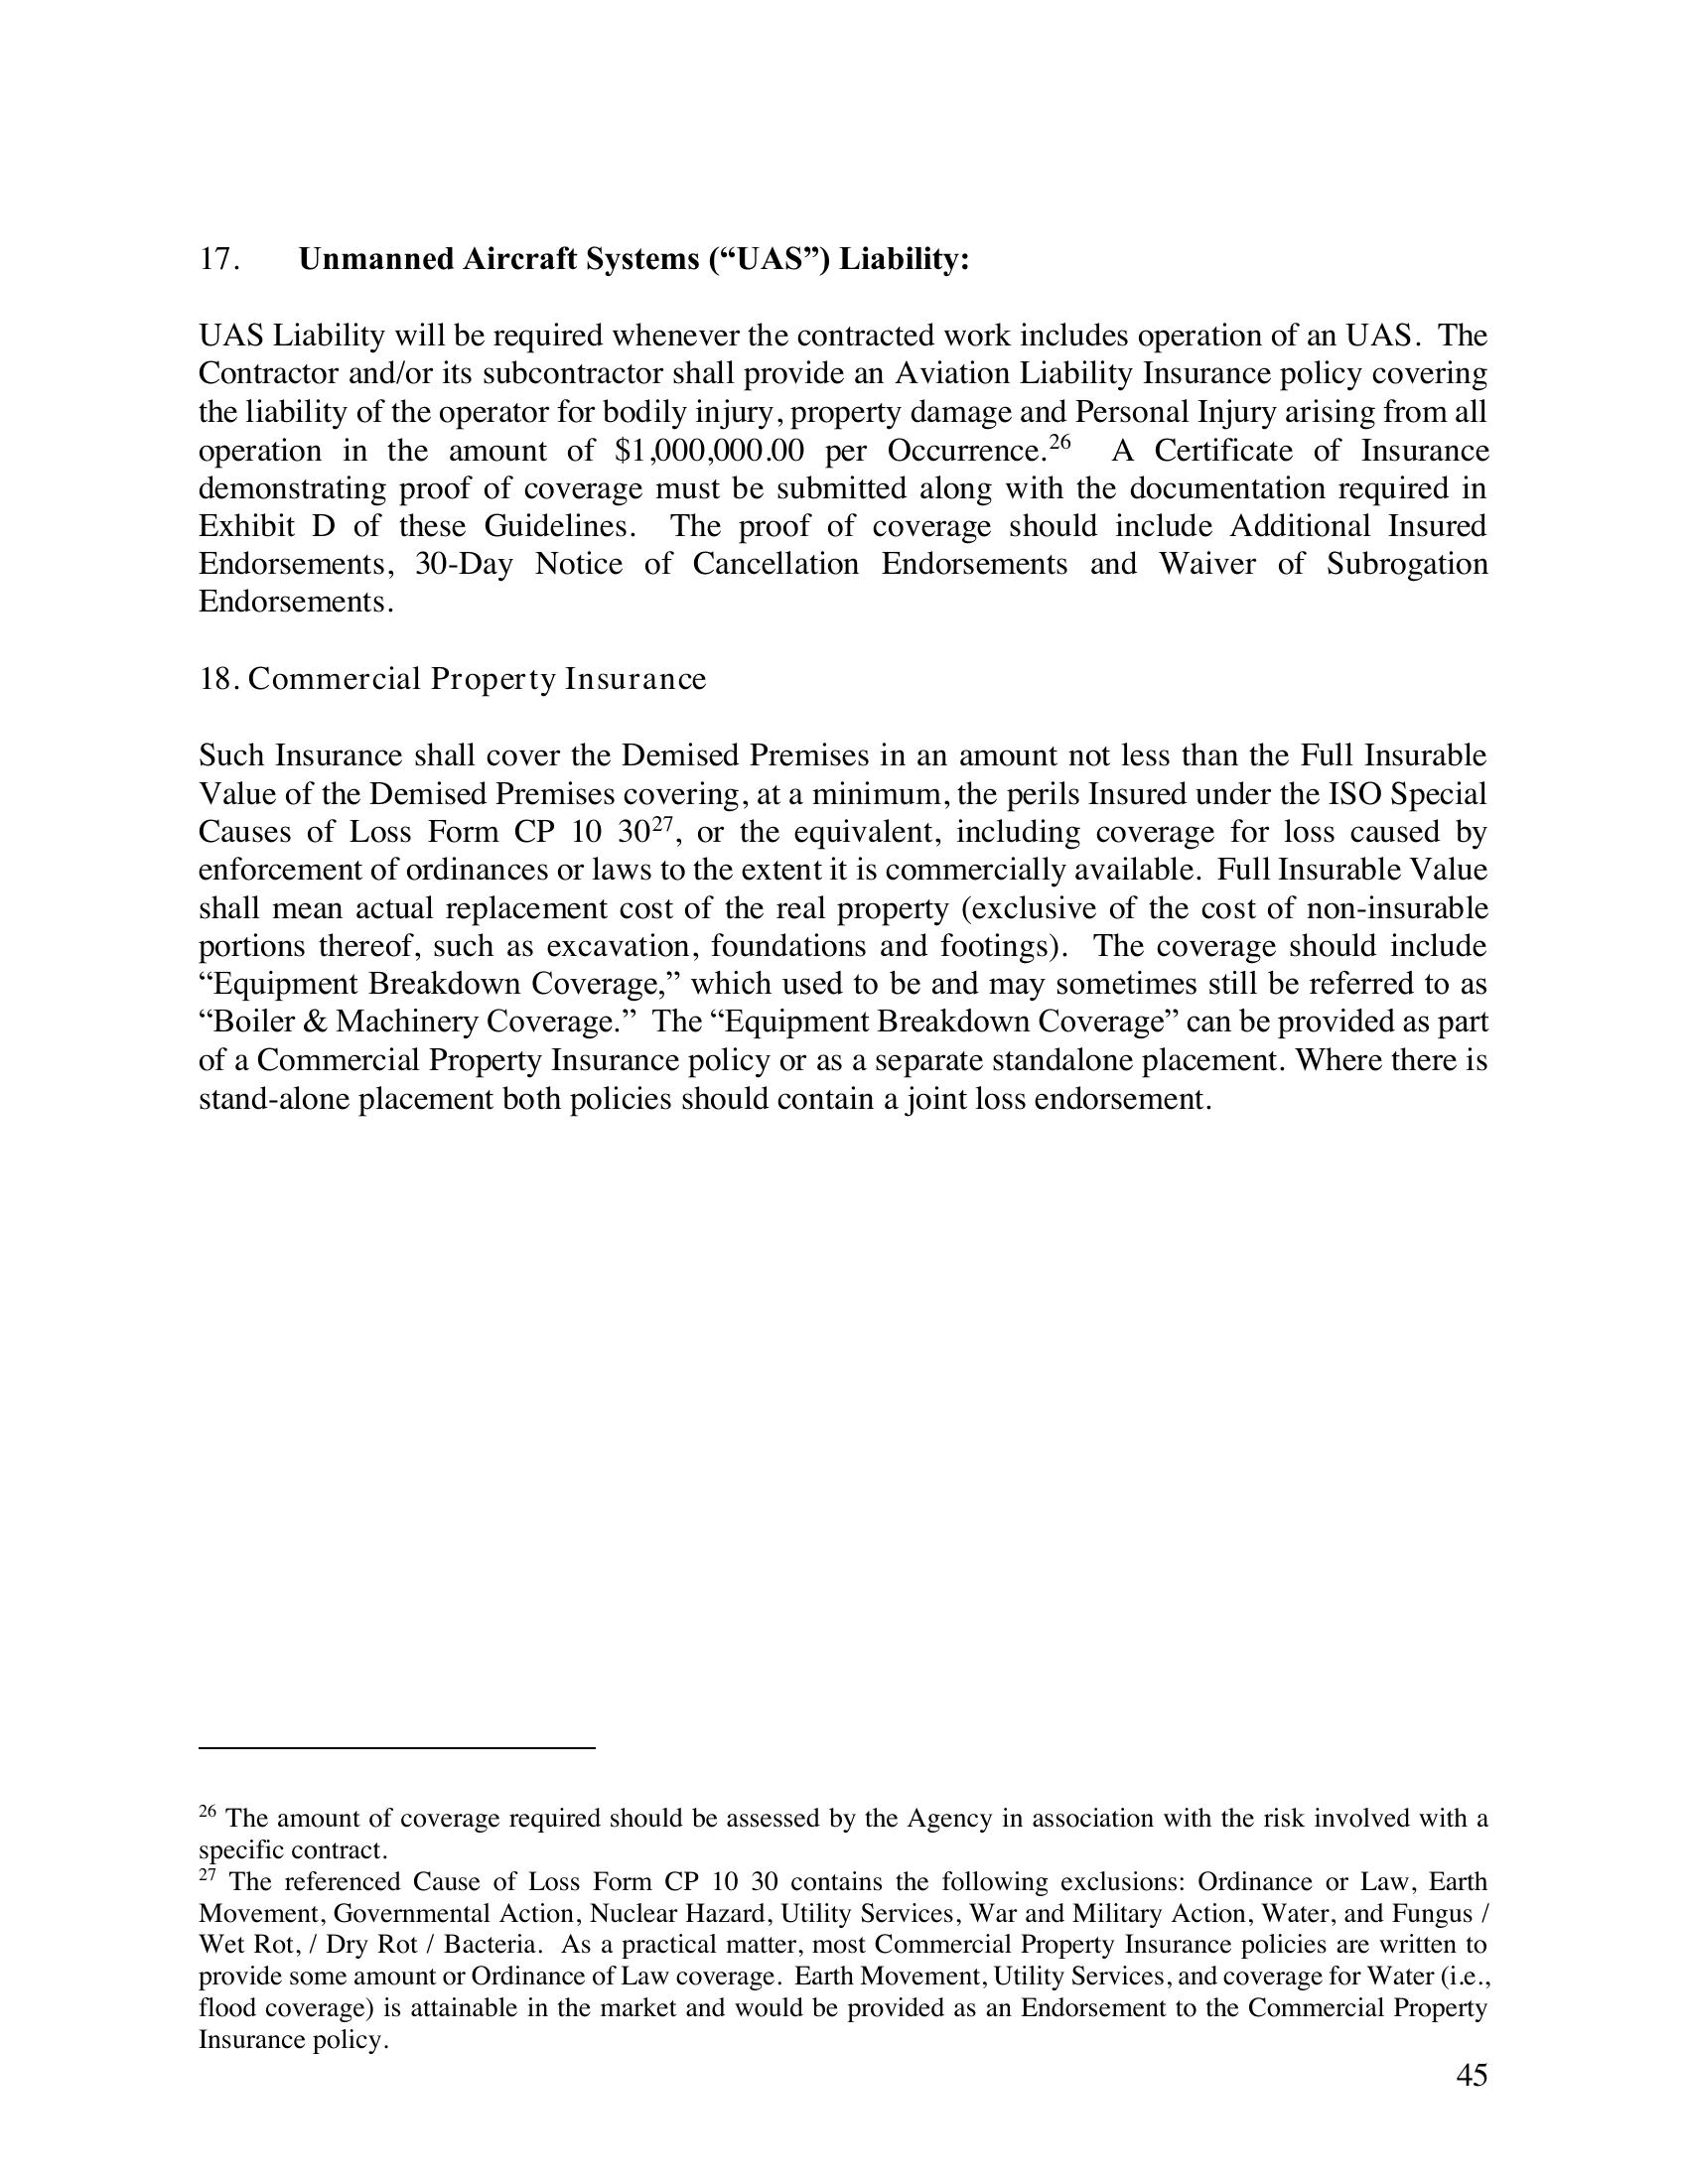 17. Unmanned Aircraft Systems (“UAS”) Liability:
UAS Liability will be required whenever the contracted work includes operation of an UAS. The
Contractor and/or its subcontractor shall provide an Aviation Liability Insurance policy covering
the liability of the operator for bodily injury, property damage and Personal Injury arising from all
operation in the amount of $1,000,000.00 per Occurrence.26 A Certificate of Insurance
demonstrating proof of coverage must be submitted along with the documentation required in
Exhibit D of these Guidelines. The proof of coverage should include Additional Insured
Endorsements, 30-Day Notice of Cancellation Endorsements and Waiver of Subrogation
Endorsements.
18. Commercial Property Insurance
Such Insurance shall cover the Demised Premises in an amount not less than the Full Insurable
Value of the Demised Premises covering, at a minimum, the perils Insured under the ISO Special
Causes of Loss Form CP 10 3027, or the equivalent, including coverage for loss caused by
enforcement of ordinances or laws to the extent it is commercially available. Full Insurable Value
shall mean actual replacement cost of the real property (exclusive of the cost of non-insurable
portions thereof, such as excavation, foundations and footings). The coverage should include
“Equipment Breakdown Coverage,” which used to be and may sometimes still be referred to as
“Boiler & Machinery Coverage.” The “Equipment Breakdown Coverage” can be provided as part
of a Commercial Property Insurance policy or as a separate standalone placement. Where there is
stand-alone placement both policies should contain a joint loss endorsement.
26 The amount of coverage required should be assessed by the Agency in association with the risk involved with a
specific contract.
27 The referenced Cause of Loss Form CP 10 30 contains the following exclusions: Ordinance or Law, Earth
Movement, Governmental Action, Nuclear Hazard, Utility Services, War and Military Action, Water, and Fungus /
Wet Rot, / Dry Rot / Bacteria. As a practical matter, most Commercial Property Insurance policies are written to
provide some amount or Ordinance of Law coverage. Earth Movement, Utility Services, and coverage for Water (i.e.,
flood coverage) is attainable in the market and would be provided as an Endorsement to the Commercial Property
Insurance policy.
45